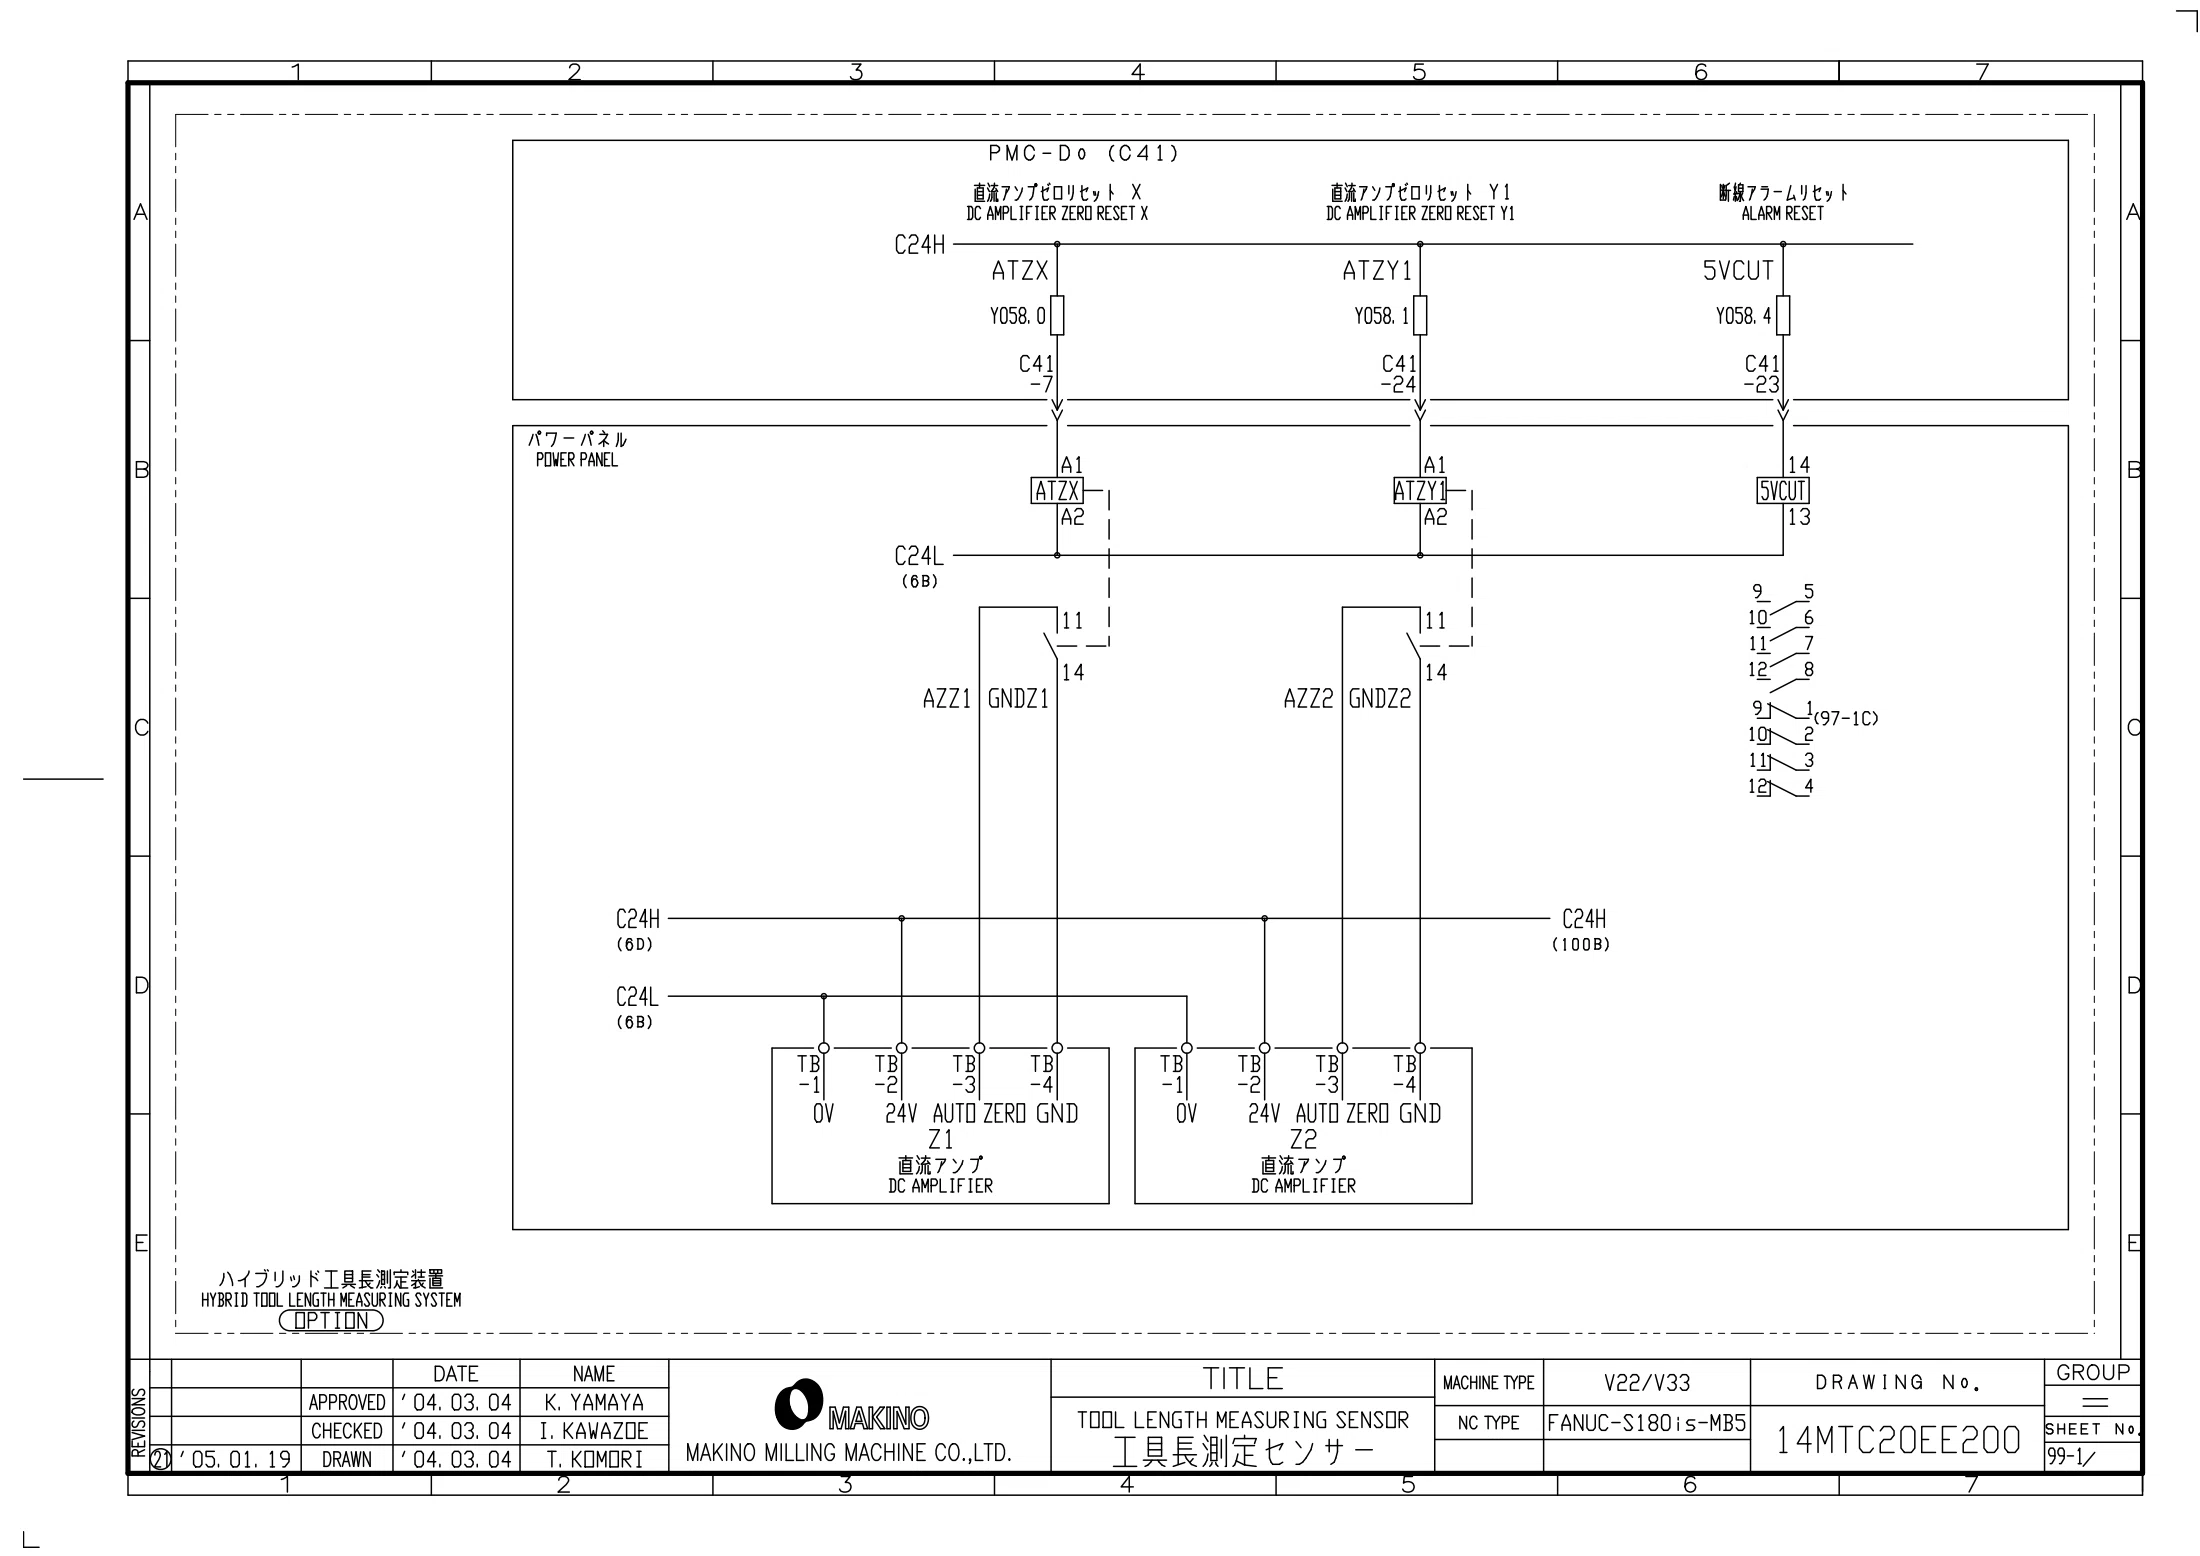 1 2 3 4 5 6 7
PMC-Do (C41)
直流アンプゼロリセット X 直流アンプゼロリセット Y1 断線アラームリセット
DC AMPLIFIER ZERO RESET X DC AMPLIFIER ZERO RESET Y1 ALARM RESET
A A
C24H
ATZX ATZY1 5VCUT
Y058.0 Y058.1 Y058.4
C41 C41 C41
-7 -24 -23
パワーパネル
POWER PANEL
B B
A1 A1 14
ATZX ATZY1 5VCUT
A2 A2 13
C24L
(6B)
9 5
10 6
11 11 11 7
12 8
14 14
AZZ1 GNDZ1 AZZ2 GNDZ2
9 1 (97-1C)
C C
10 2
11 3
12 4
C24H C24H
(6D) (100B)
D D
C24L
(6B)
TB TB TB TB TB TB TB TB
-1 -2 -3 -4 -1 -2 -3 -4
0V 24V AUTO ZERO GND 0V 24V AUTO ZERO GND
Z1 Z2
直流アンプ 直流アンプ
DC AMPLIFIER DC AMPLIFIER
E E
ハイブリッド工具長測定装置
HYBRID TOOL LENGTH MEASURING SYSTEM
OPTION
REVISIONS
21 '05.01.19
DATE NAME
APPROVED '04.03.04 K. YAMAYA
CHECKED '04.03.04 I. KAWAZOE
DRAWN '04.03.04 T. KOMORI
MAKINO
MAKINO MILLING MACHINE CO.,LTD.
TITLE
TOOL LENGTH MEASURING SENSOR
工具長測定センサー
MACHINE TYPE V22/V33
NC TYPE FANUC-S180is-MB5
DRAWING No.
14MTC20EE200
GROUP
=
SHEET No.
99-1/
1 2 3 4 5 6 7